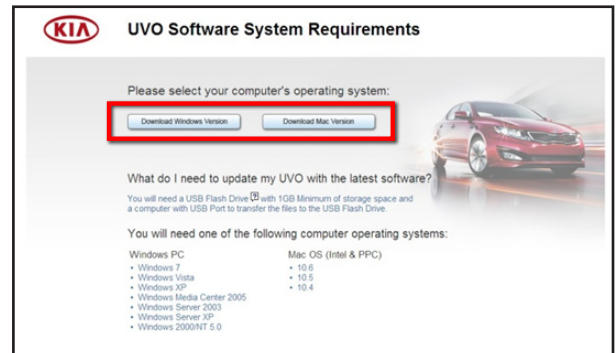 KIA
UVO Software System Requirements
Please select your computer's operating system:
Download Windows Version
Download Mac Version
What do I need to update my UVO with the latest software?
You will need a USB Flash Drive [?] with 1GB Minimum of storage space and
a computer with USB Port to transfer the files to the USB Flash Drive.
You will need one of the following computer operating systems:
Windows PC
• Windows 7
• Windows Vista
• Windows XP
• Windows Media Center 2005
• Windows Server 2003
• Windows Server XP
• Windows 2000/NT 5.0
Mac OS (Intel & PPC)
• 10.6
• 10.5
• 10.4